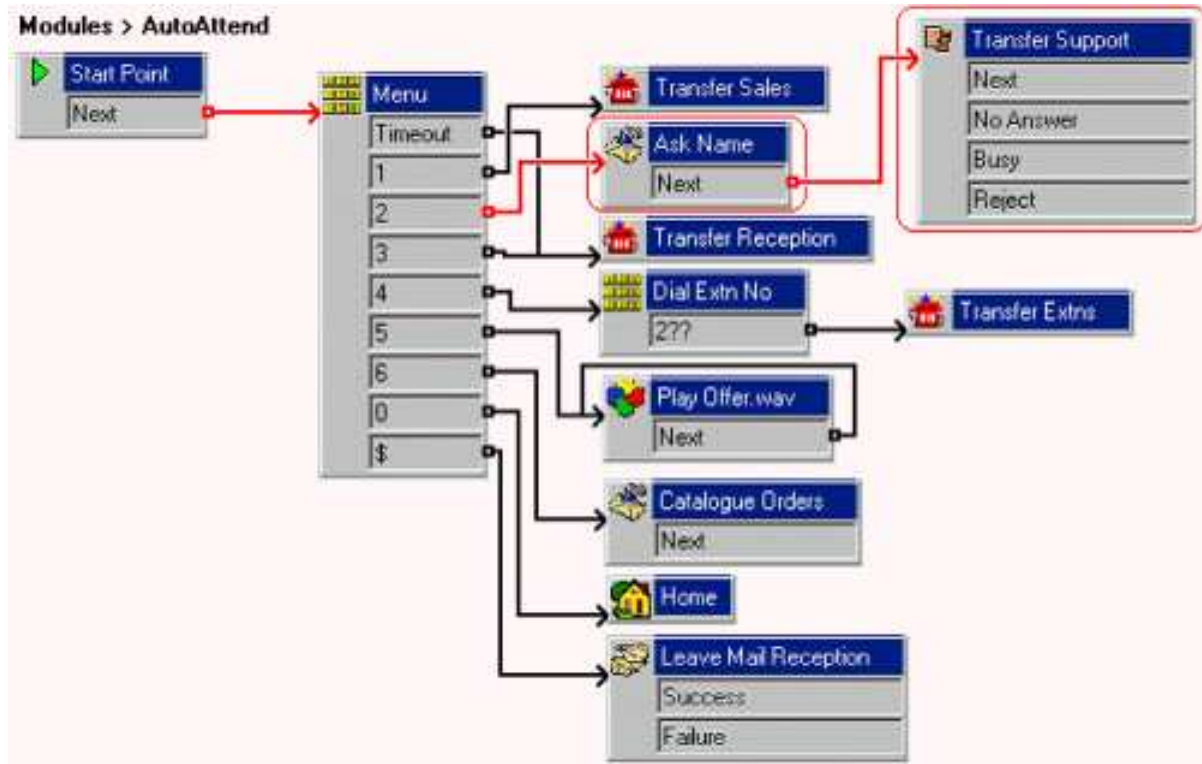 Modules > AutoAttend
Start Point
Next
Menu
Timeout
1
2
3
4
5
6
0
$
Transfer Sales
Ask Name
Next
Transfer Reception
Dial Extn No
2??
Play Offer.wav
Next
Catalogue Orders
Next
Home
Leave Mail Reception
Success
Failure
Transfer Support
Next
No Answer
Busy
Reject
Transfer Extns